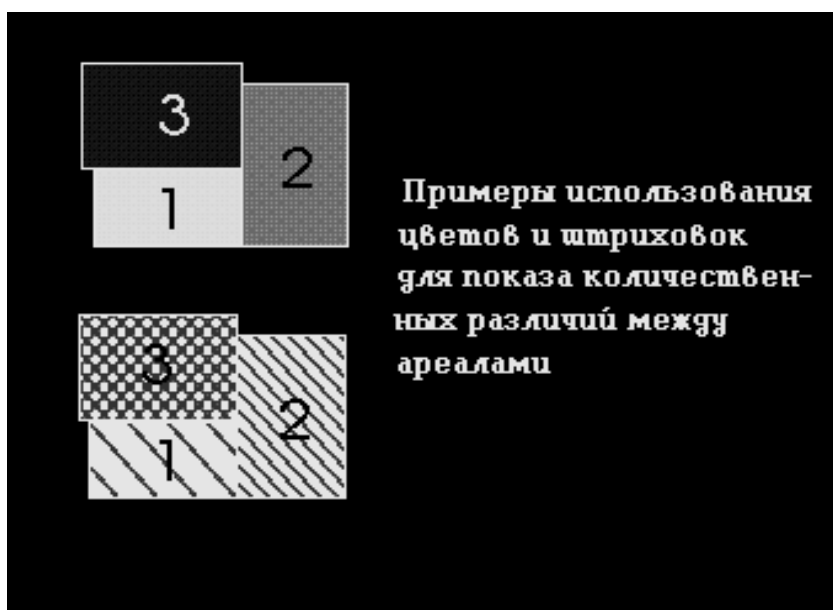 3
2
1
Примеры использования
цветов и штриховок
для показа количествен-
ных различий между
ареалами
3
2
1